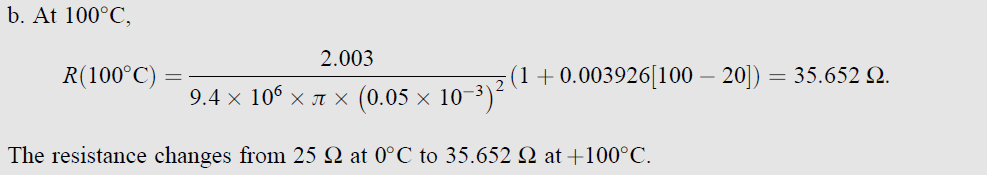 b. At 100°C,
R(100°C) = 2.003 / 9.4 × 10⁶ × π × (0.05 × 10⁻³)² (1 + 0.003926[100 − 20]) = 35.652 Ω.
The resistance changes from 25 Ω at 0°C to 35.652 Ω at +100°C.